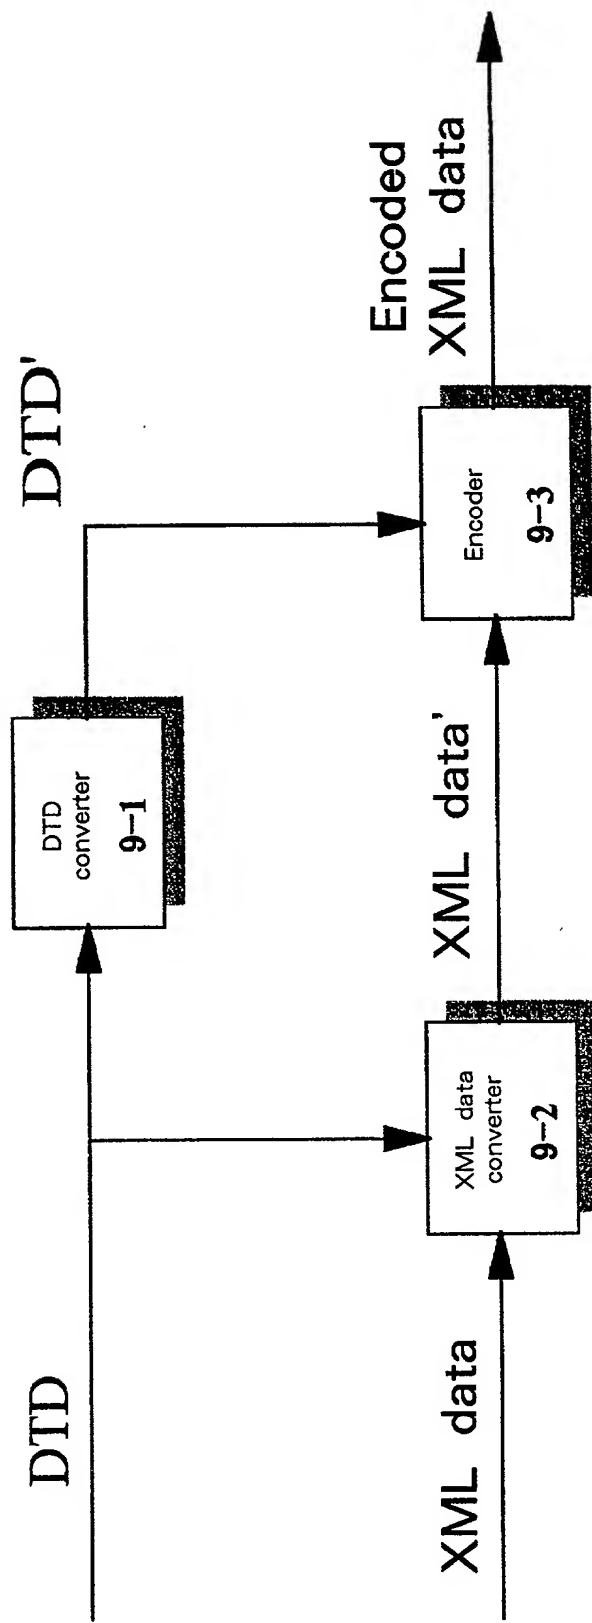 DTD
DTD
converter
9-1
DTD'
XML data
XML data
converter
9-2
XML data'
Encoder
9-3
Encoded
XML data